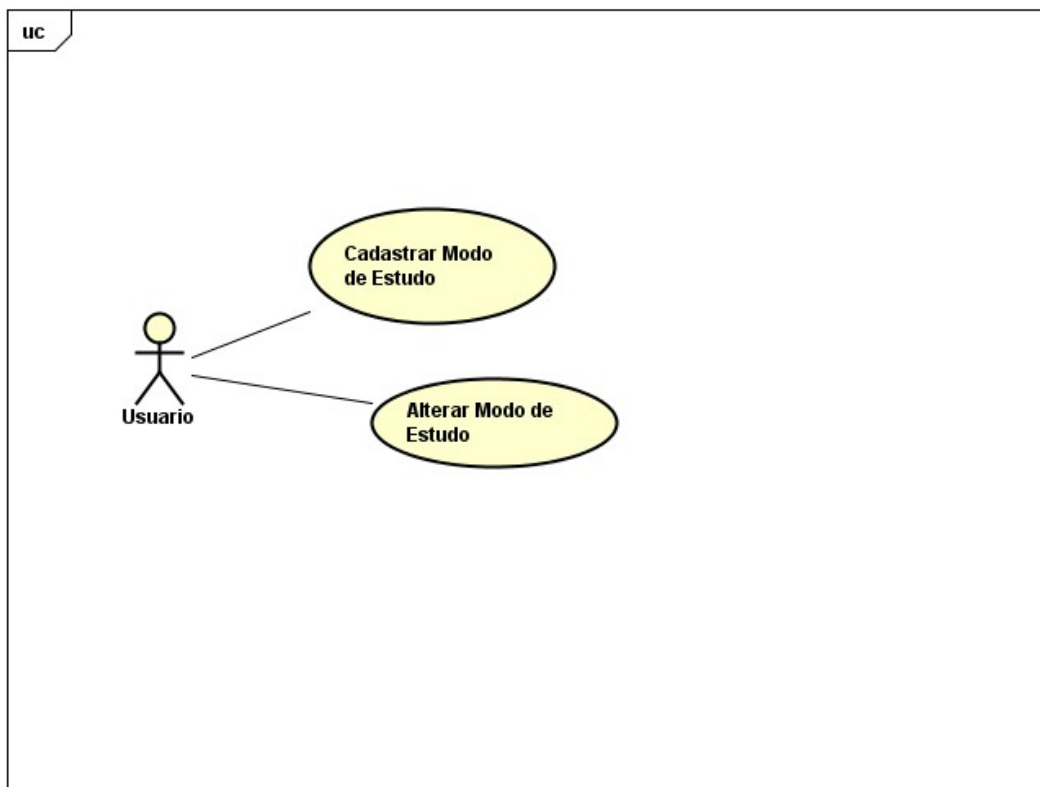 uc
Cadastrar Modo
de Estudo
Usuario
Alterar Modo de
Estudo